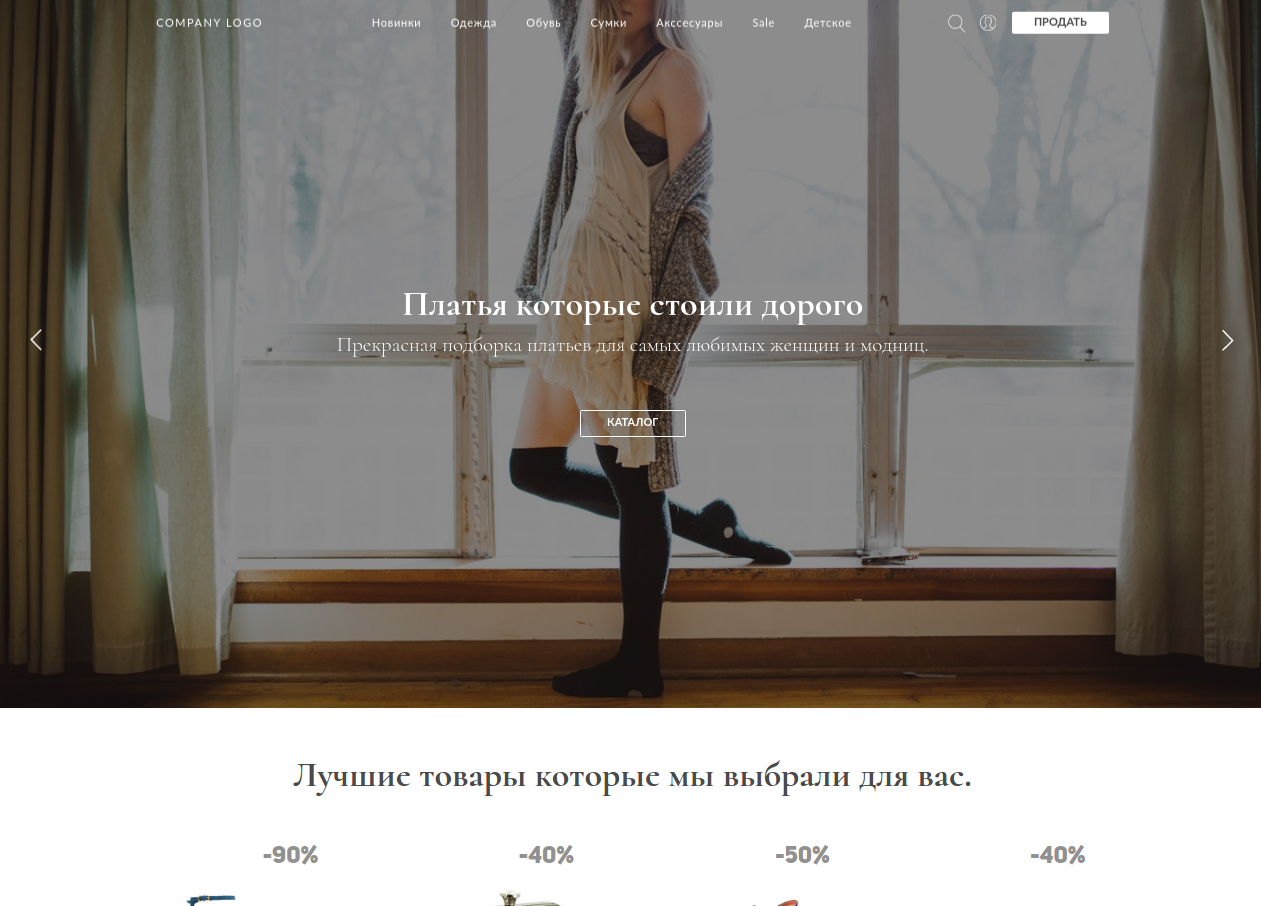 COMPANY LOGO Новинки Одежда Обувь Сумки Акссесуары Sale Детское ПРОДАТЬ
Платья которые стоили дорого
Прекрасная подборка платьев для самых любимых женщин и модниц.
КАТАЛОГ
Лучшие товары которые мы выбрали для вас.
-90% -40% -50% -40%